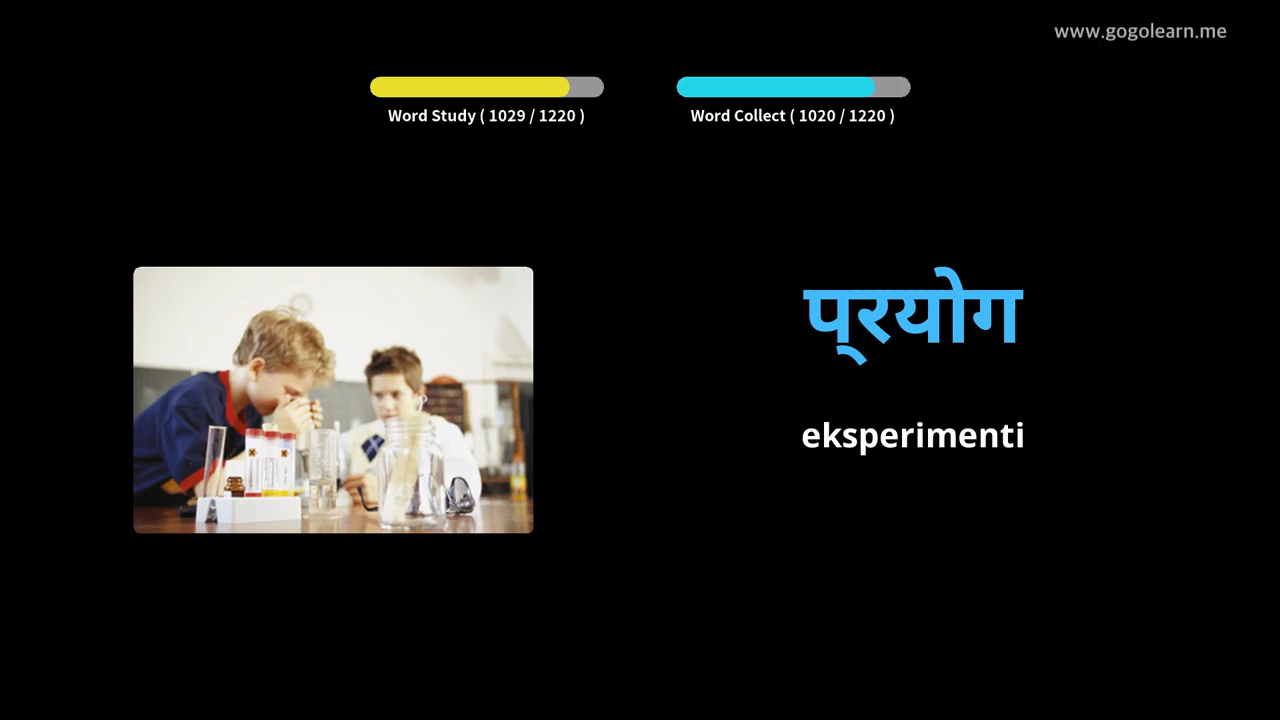 www.gogolearn.me
Word Study ( 1029 / 1220 )
Word Collect ( 1020 / 1220 )
प्रयोग
eksperimenti